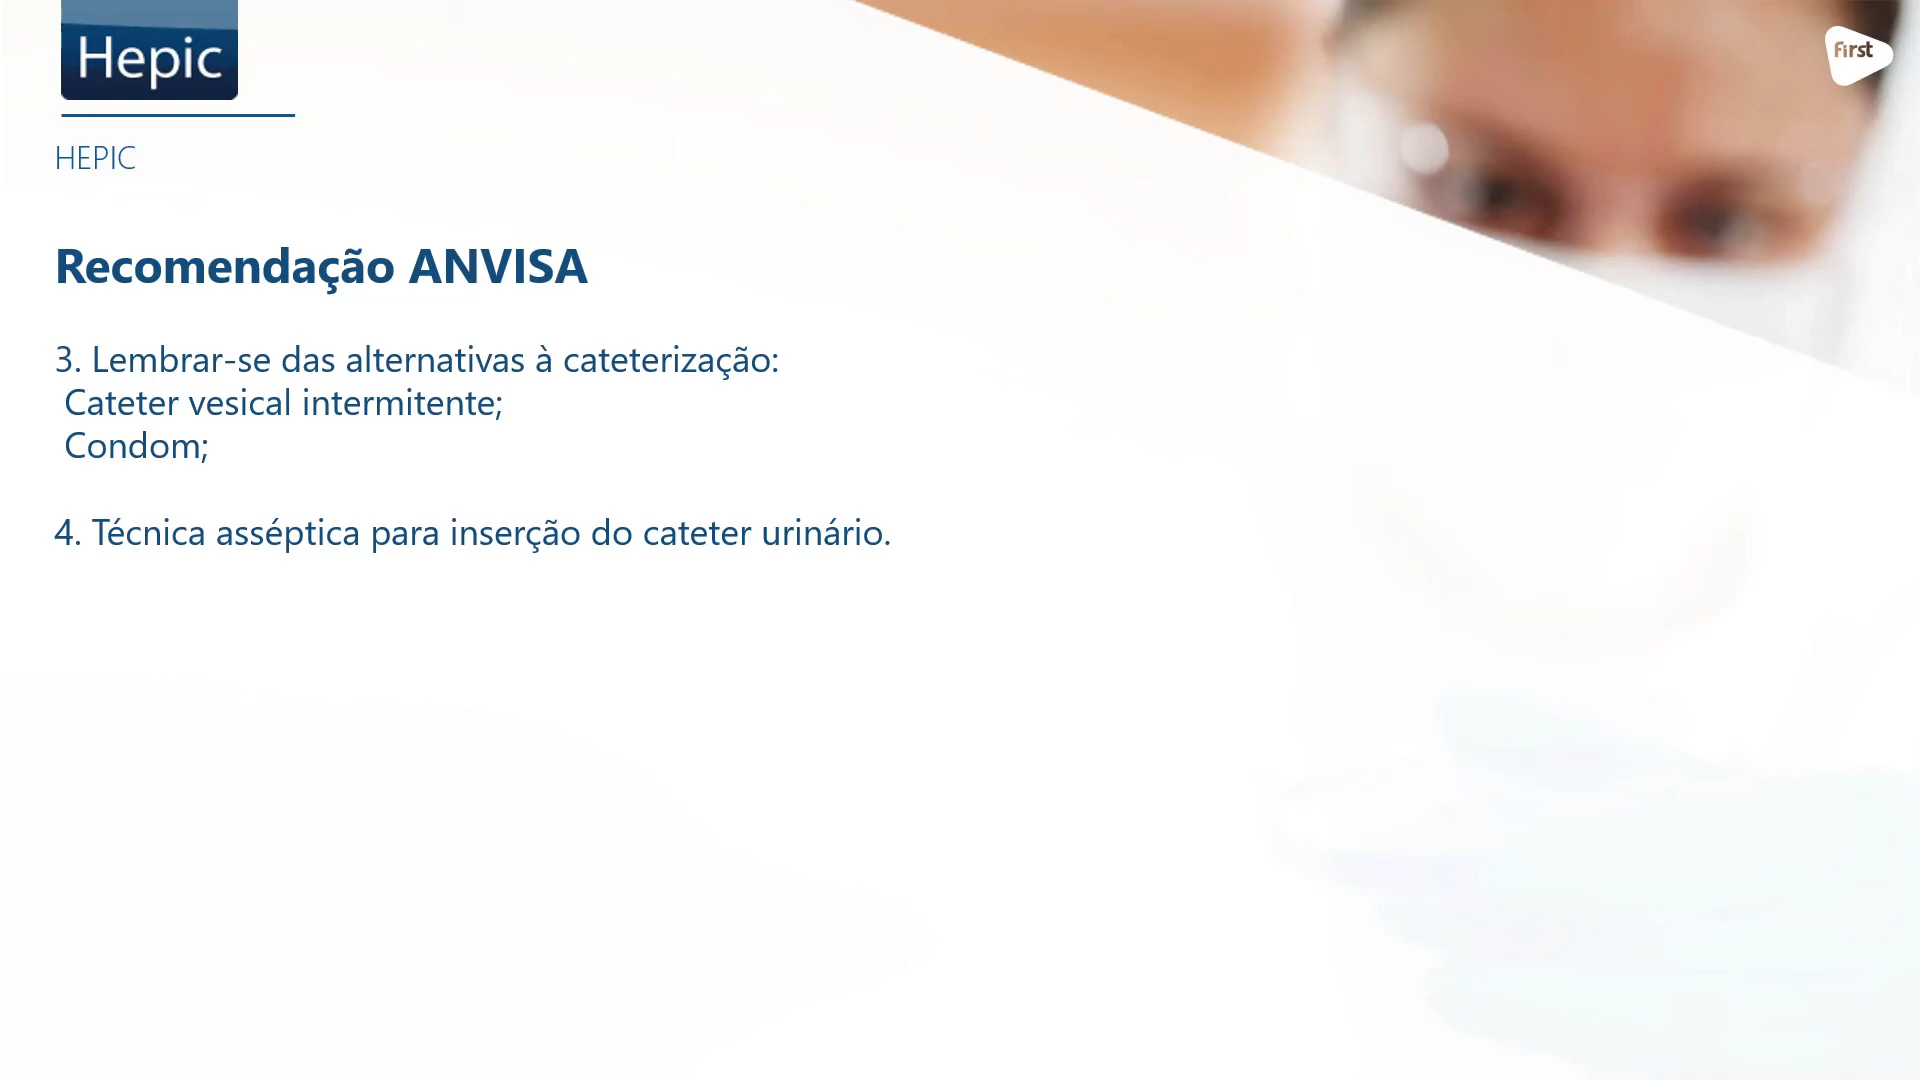 Hepic
First
HEPIC
Recomendação ANVISA
3. Lembrar-se das alternativas à cateterização:
Cateter vesical intermitente;
Condom;
4. Técnica asséptica para inserção do cateter urinário.